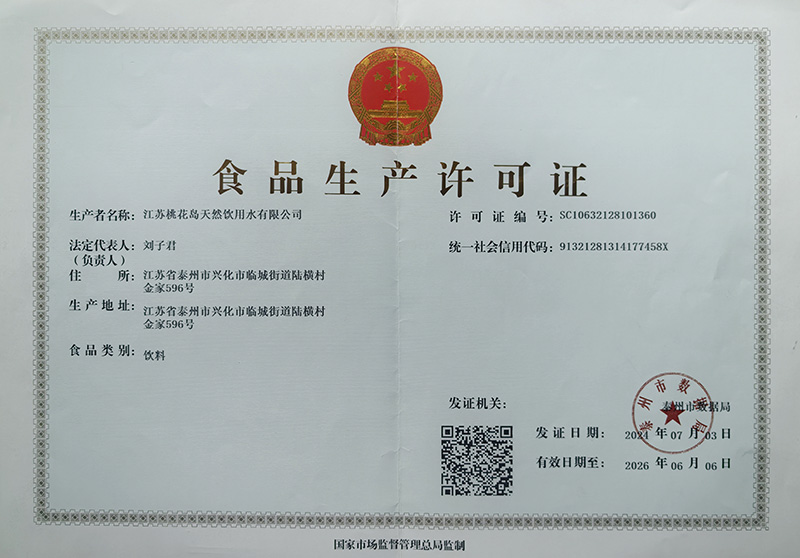 食品生产许可证
生产者名称：江苏桃花岛天然饮用水有限公司
许可证编号：SC10632128101360
法定代表人：刘子君
（负责人）
统一社会信用代码：91321281314177458X
住所：江苏省泰州市兴化市临城街道陆横村
金家596号
生产地址：江苏省泰州市兴化市临城街道陆横村
金家596号
食品类别：饮料
发证机关：
泰州市数据局
泰州市数据局
发证日期：2024年07月03日
有效日期至：2026年06月06日
国家市场监督管理总局监制